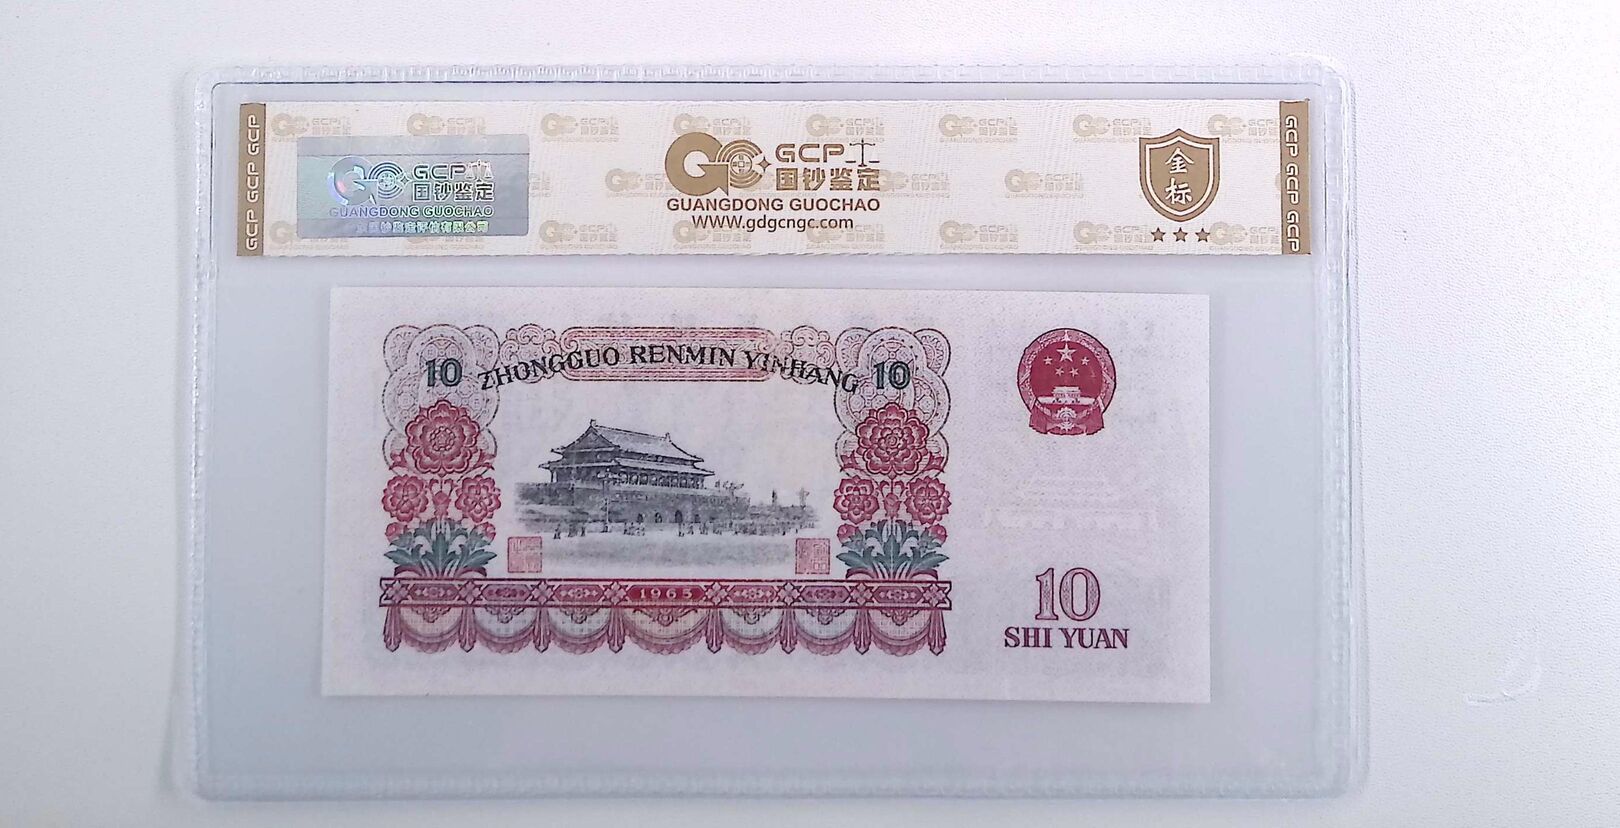 GCP GCP GCP
GCP
国钞鉴定
GUANGDONG GUOCHAO
GCP
国钞鉴定
GUANGDONG GUOCHAO
WWW.gdgcngc.com
金
标
GCP GCP GCP
10
ZHONGGUO RENMIN YINHANG
10
1965
10
SHI YUAN